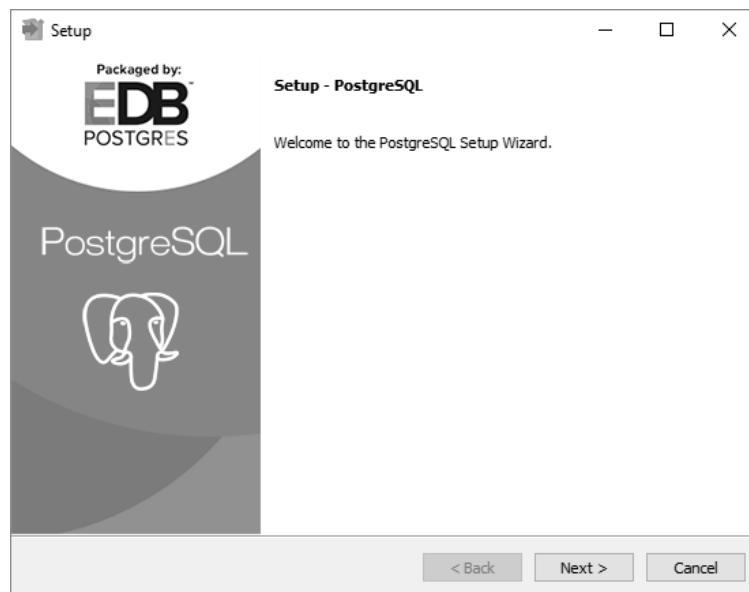 Setup
Packaged by:
EDB
POSTGRES
PostgreSQL
Setup - PostgreSQL
Welcome to the PostgreSQL Setup Wizard.
< Back
Next >
Cancel